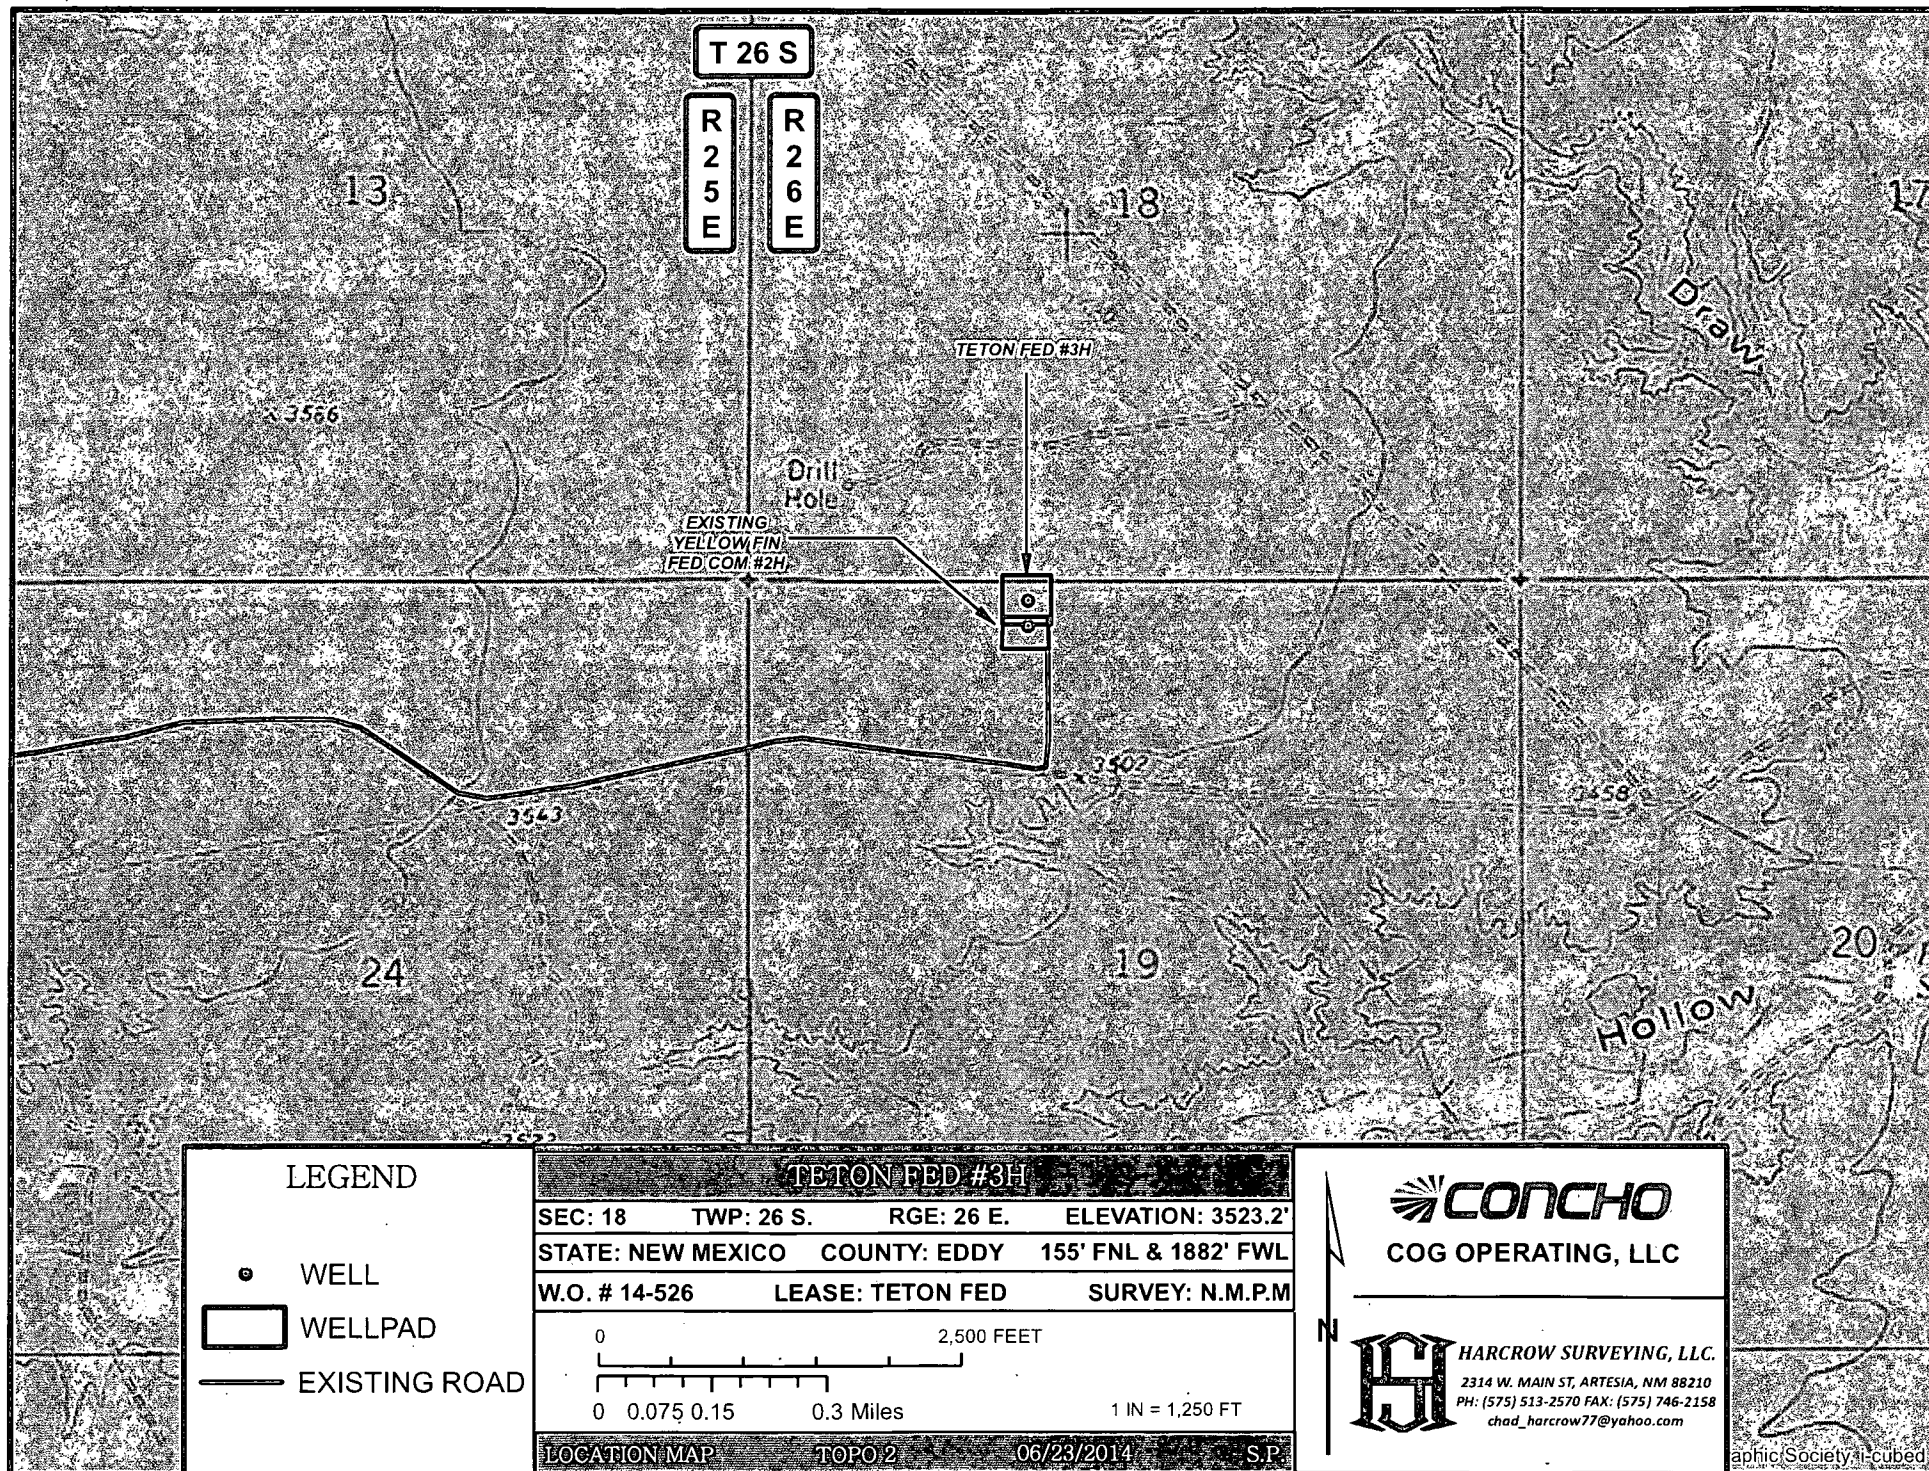 T 26 S
R
2
5
E
R
2
6
E
13
18
17
Draw
TETON FED #3H
x 3566
Drill
Hole
EXISTING
YELLOW FIN
FED COM #2H
x 3502
3458
3543
24
19
20
Hollow
LEGEND
WELL
WELLPAD
EXISTING ROAD
TETON FED #3H
SEC: 18 TWP: 26 S. RGE: 26 E. ELEVATION: 3523.2'
STATE: NEW MEXICO COUNTY: EDDY 155' FNL & 1882' FWL
W.O. # 14-526 LEASE: TETON FED SURVEY: N.M.P.M
0 2,500 FEET
0 0.075 0.15 0.3 Miles 1 IN = 1,250 FT
LOCATION MAP TOPO 2 06/23/2014 S.P.
N
CONCHO
COG OPERATING, LLC
HARCROW SURVEYING, LLC.
2314 W. MAIN ST, ARTESIA, NM 88210
PH: (575) 513-2570 FAX: (575) 746-2158
chad_harcrow77@yahoo.com
aphic Society, i-cubed